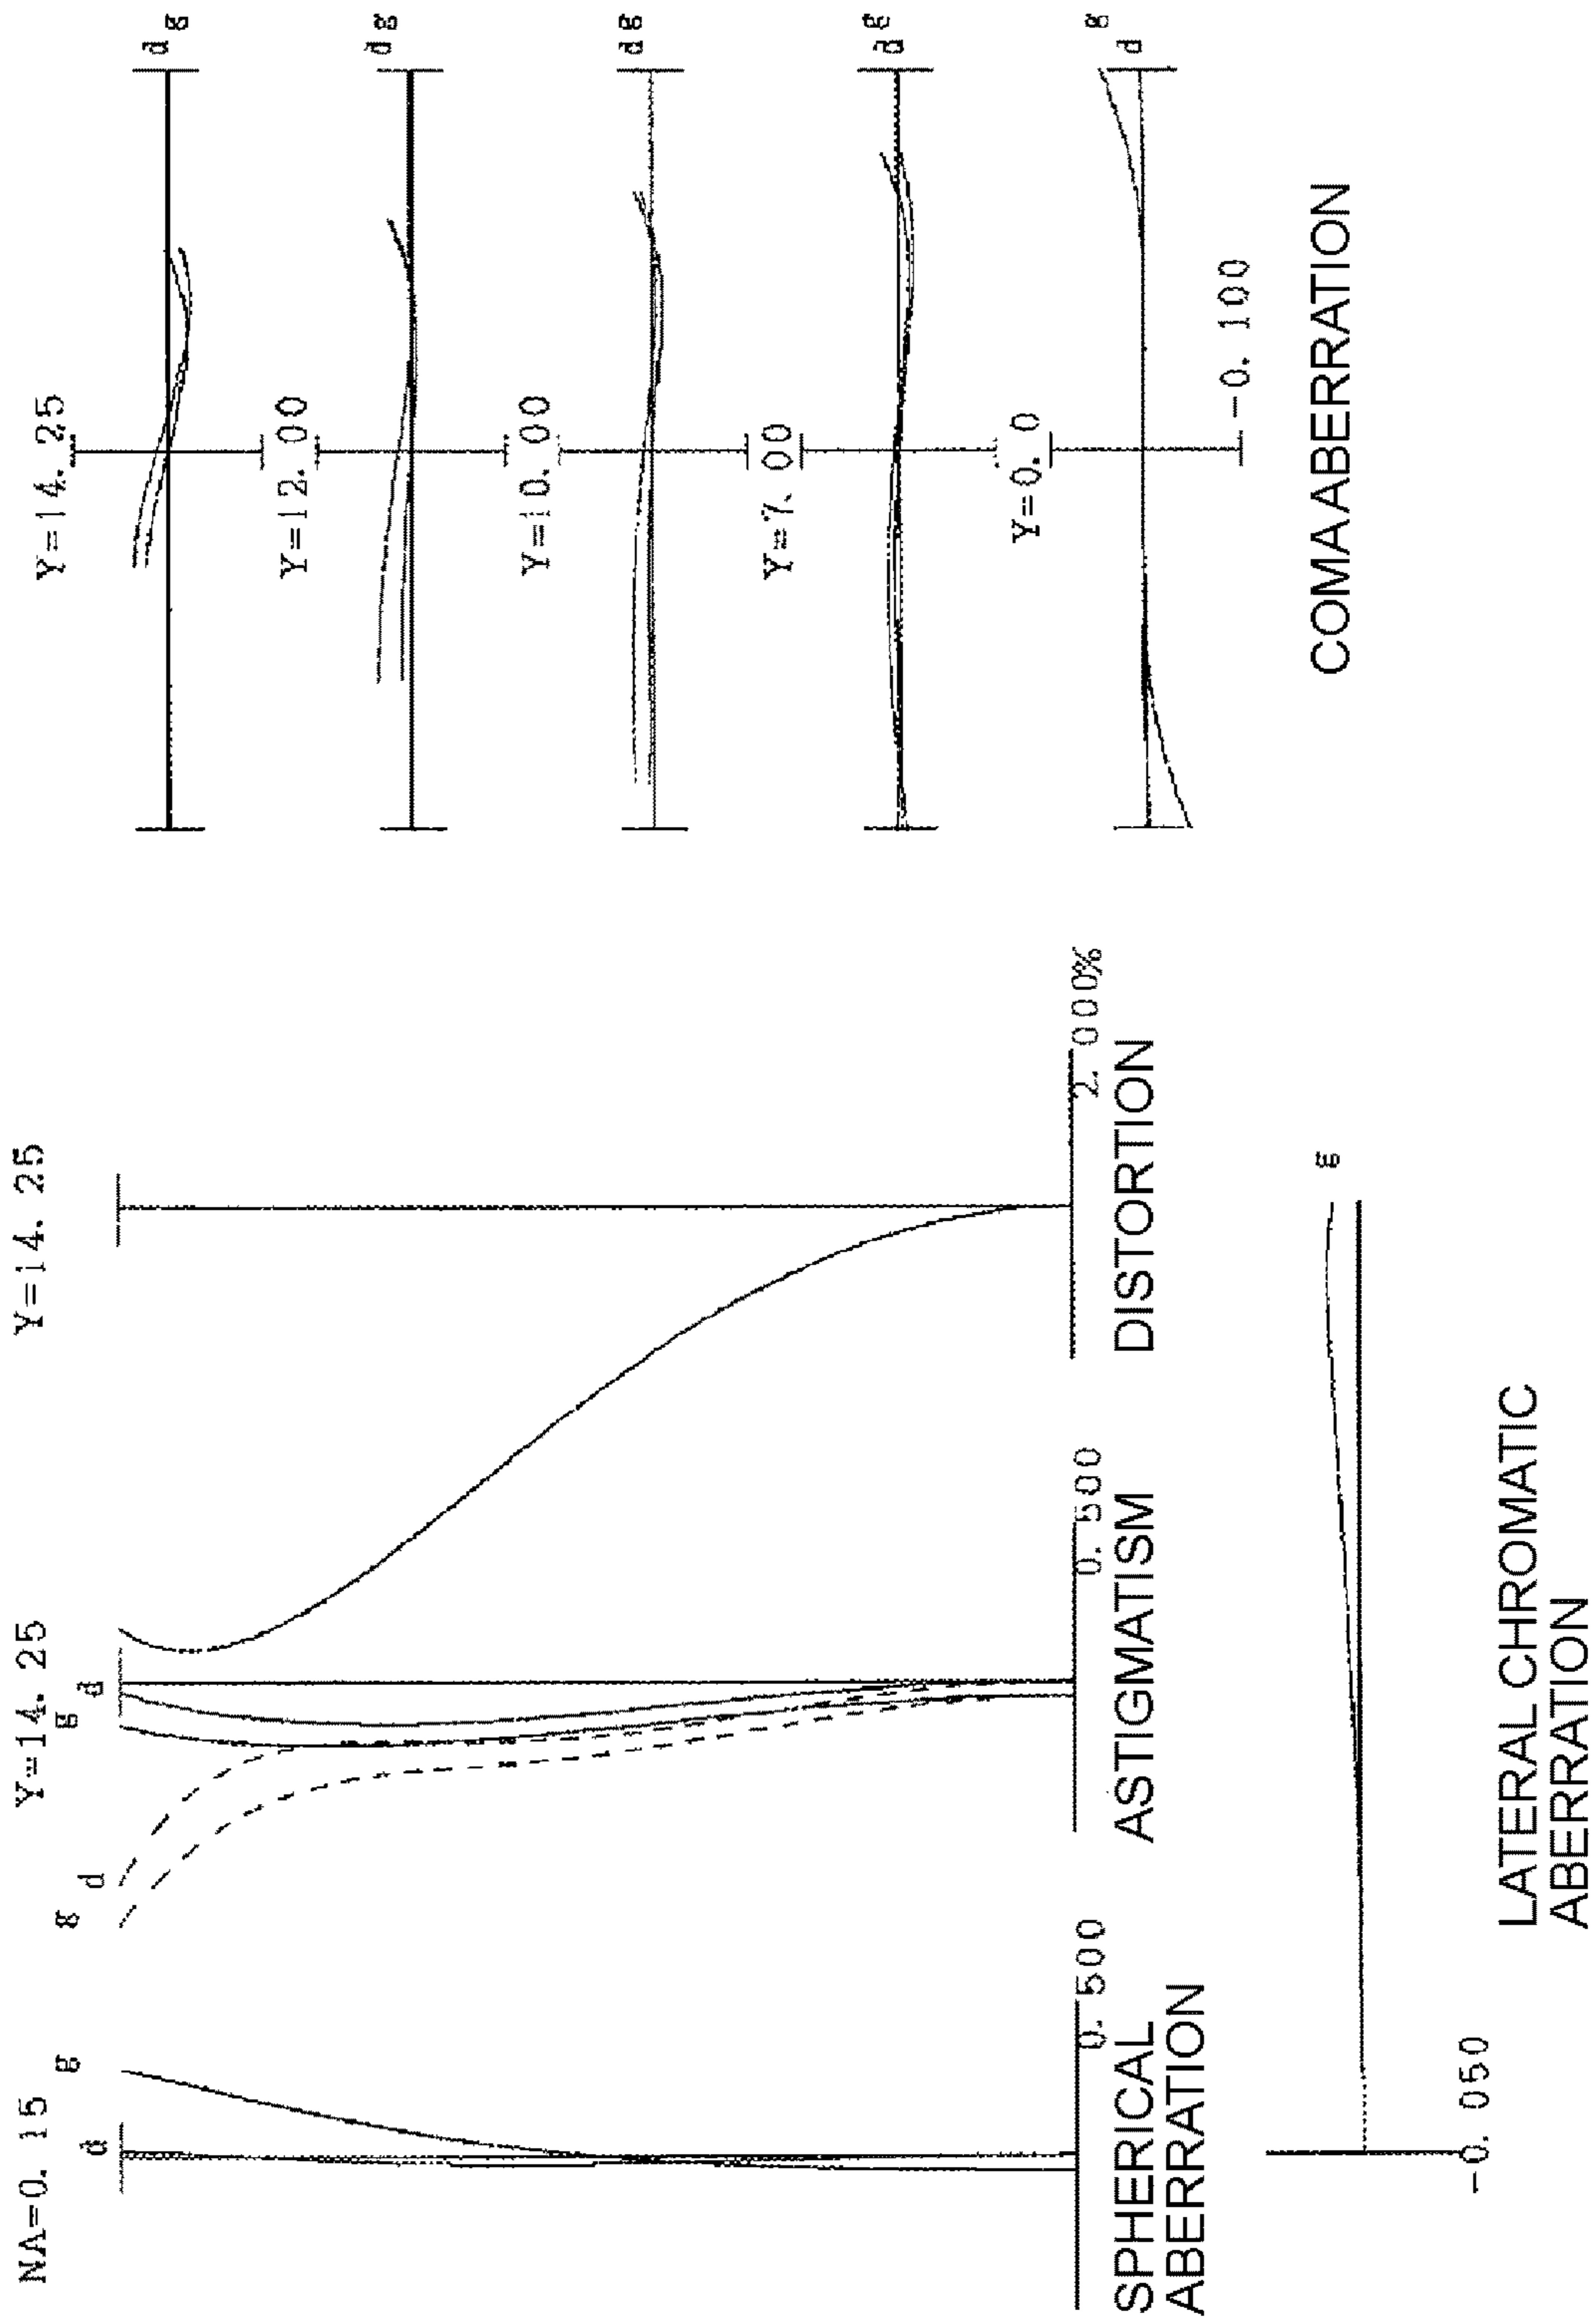 NA=0. 15
d
g
0. 500
SPHERICAL
ABERRATION
Y=14. 25
g
d
g
d
0. 500
ASTIGMATISM
Y=14. 25
2. 000%
DISTORTION
g
-0. 050
LATERAL CHROMATIC
ABERRATION
Y=14. 25
d
g
Y=12. 00
d g
Y=10. 00
d g
Y=7. 00
d g
Y=0. 0
g
d
-0. 100
COMAABERRATION